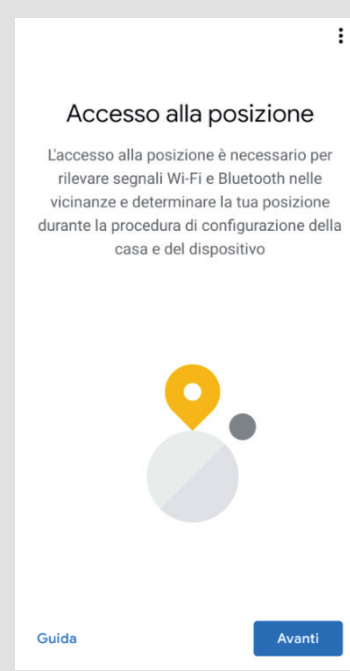 Accesso alla posizione
L'accesso alla posizione è necessario per
rilevare segnali Wi-Fi e Bluetooth nelle
vicinanze e determinare la tua posizione
durante la procedura di configurazione della
casa e del dispositivo
Guida
Avanti